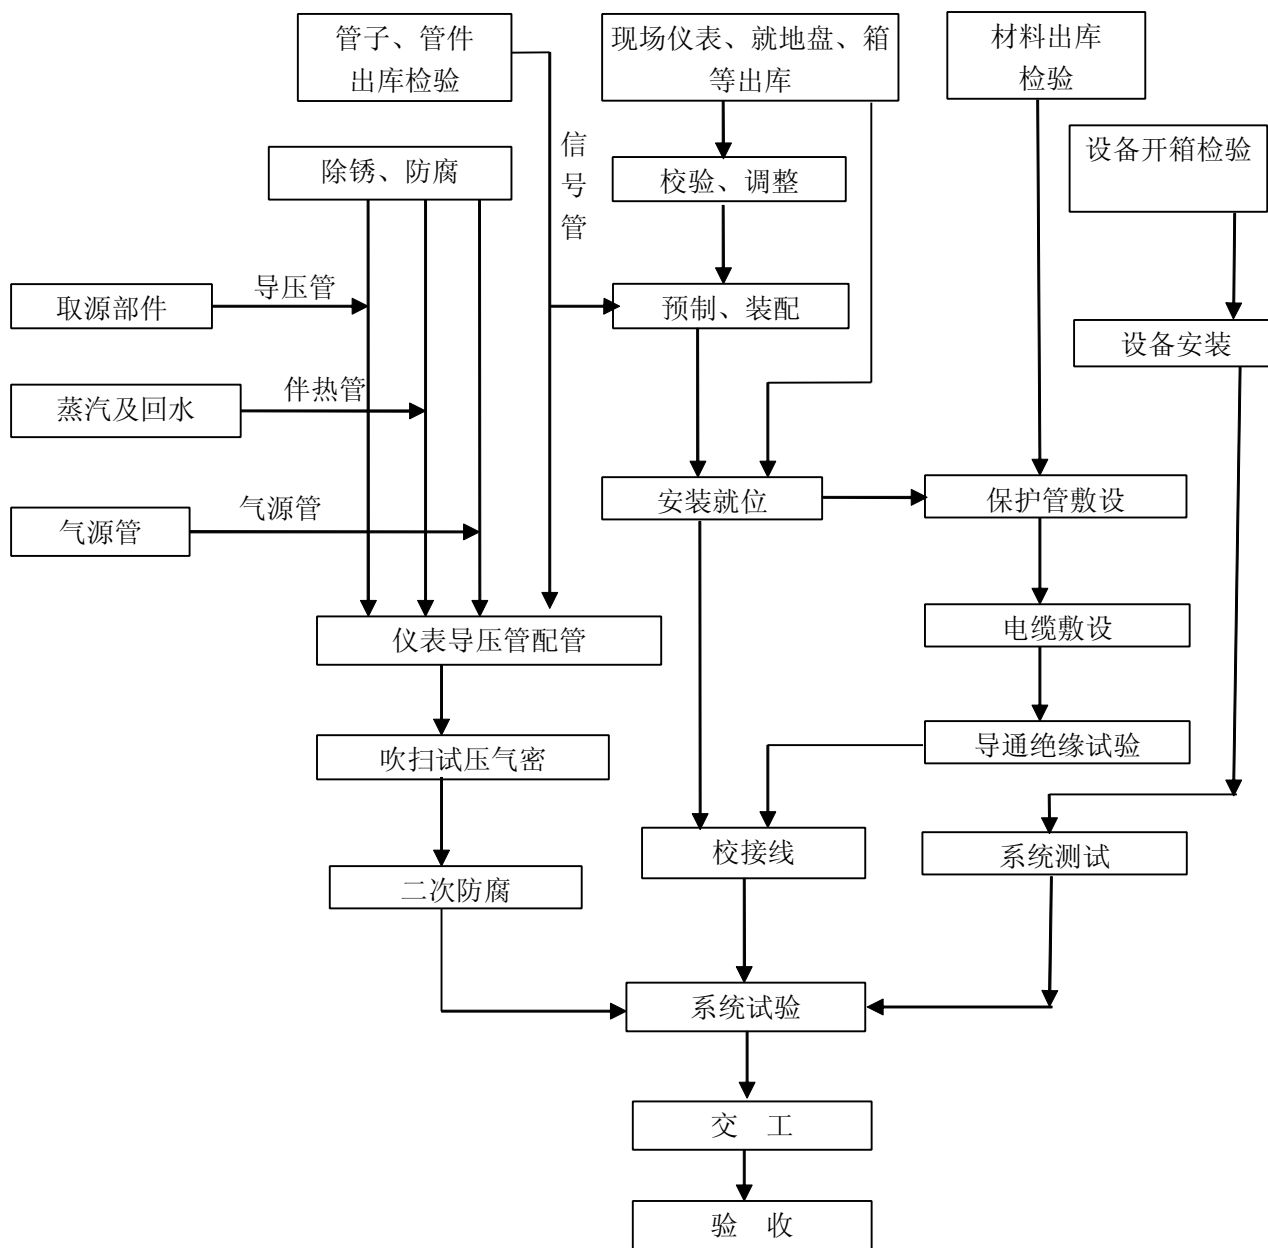 管子、管件
出库检验
现场仪表、就地盘、箱
等出库
材料出库
检验
设备开箱检验
信
号
管
除锈、防腐
校验、调整
取源部件
导压管
预制、装配
设备安装
蒸汽及回水
伴热管
气源管
气源管
安装就位
保护管敷设
仪表导压管配管
电缆敷设
吹扫试压气密
导通绝缘试验
校接线
系统测试
二次防腐
系统试验
交 工
验 收